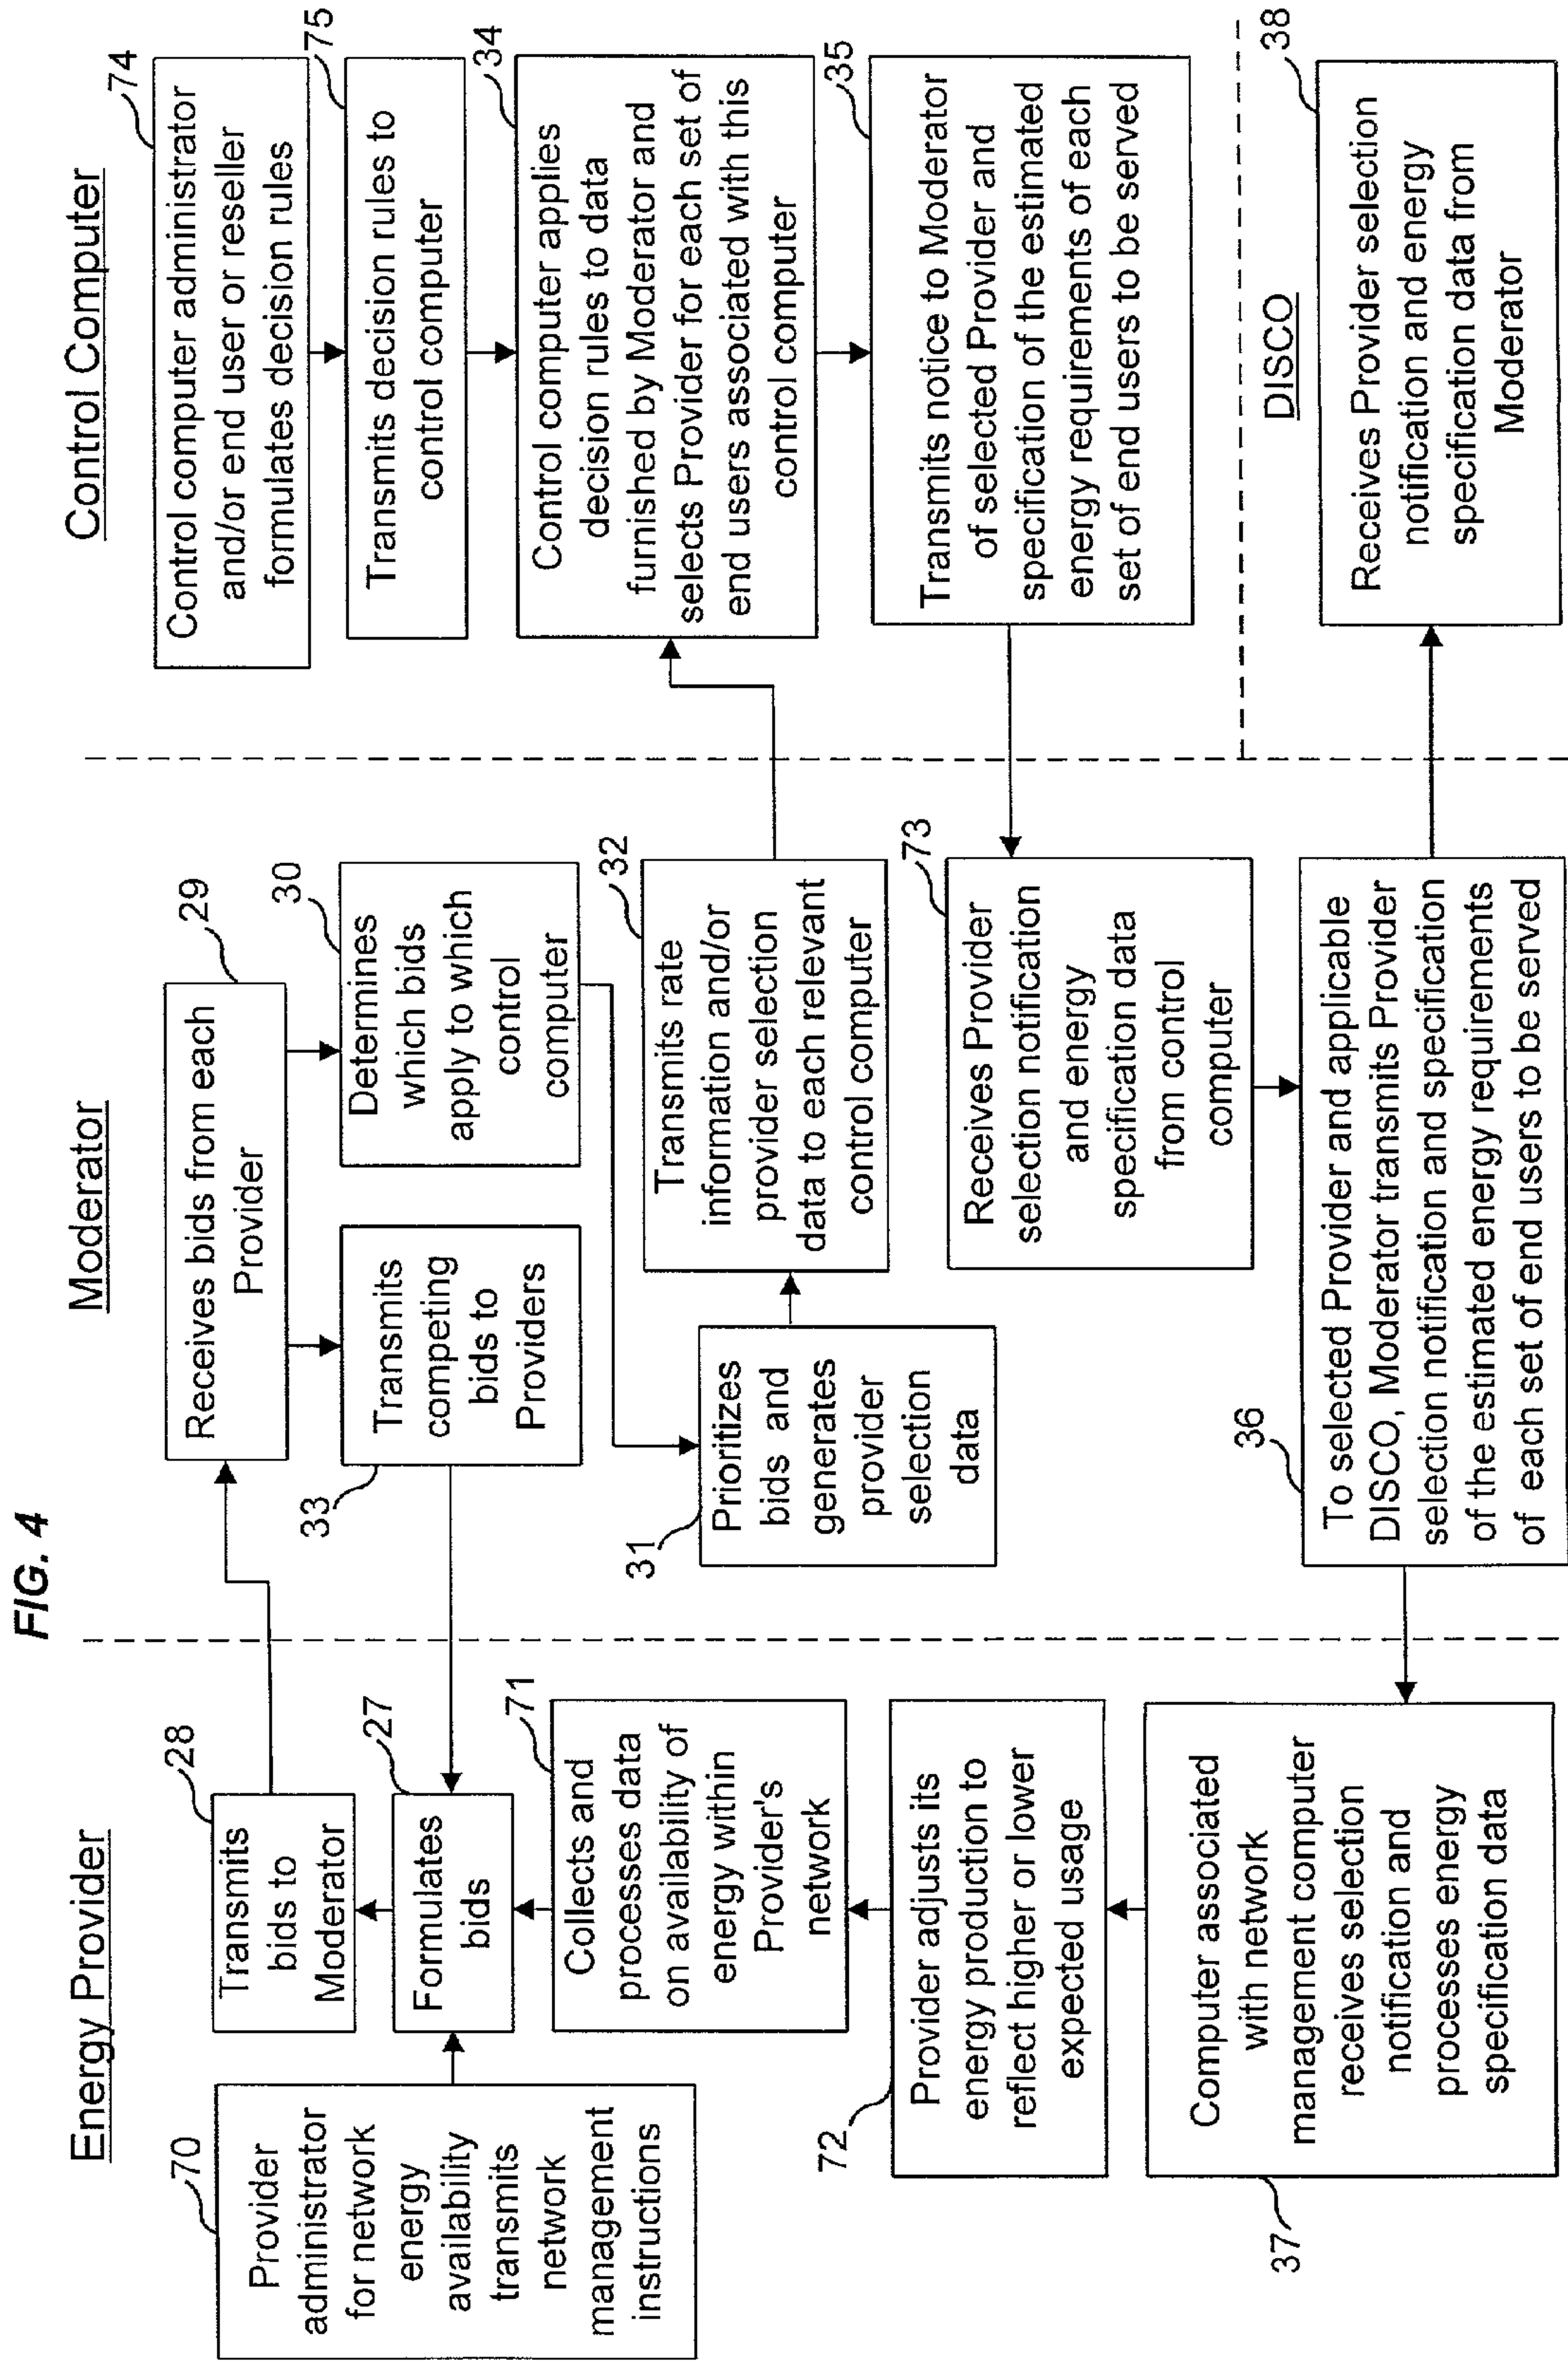 FIG. 4
Energy Provider
70
Provider
administrator
for network
energy
availability
transmits
network
management
instructions
28
Transmits
bids to
Moderator
27
Formulates
bids
71
Collects and
processes data
on availability of
energy within
Provider's
network
72
Provider adjusts its
energy production to
reflect higher or lower
expected usage
37
Computer associated
with network
management computer
receives selection
notification and
processes energy
specification data
Moderator
29
Receives bids from each
Provider
33
Transmits
competing
bids to
Providers
30
Determines
which bids
apply to which
control
computer
31
Prioritizes
bids and
generates
provider
selection
data
32
Transmits rate
information and/or
provider selection
data to each relevant
control computer
73
Receives Provider
selection notification
and energy
specification data
from control
computer
36
To selected Provider and applicable
DISCO, Moderator transmits Provider
selection notification and specification
of the estimated energy requirements
of each set of end users to be served
Control Computer
74
Control computer administrator
and/or end user or reseller
formulates decision rules
75
Transmits decision rules to
control computer
34
Control computer applies
decision rules to data
furnished by Moderator and
selects Provider for each set of
end users associated with this
control computer
35
Transmits notice to Moderator
of selected Provider and
specification of the estimated
energy requirements of each
set of end users to be served
DISCO
38
Receives Provider selection
notification and energy
specification data from
Moderator